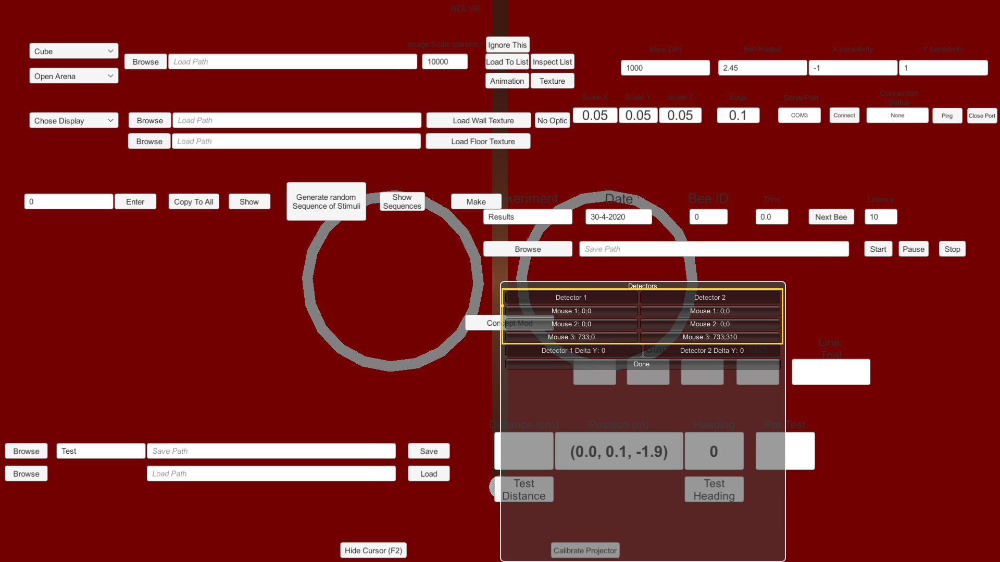 BEE VR
Cube
Open Arena
Browse
Load Path
Image Scale (pixel/m)
10000
Ignore This
Load To List
Inspect List
Animation
Texture
Mice DPI
1000
Ball Radius
2.45
X sensitivity
-1
Y sensitivity
1
Scale X
0.05
Scale Y
0.05
Scale Z
0.05
Edge
0.1
Serial Port
COM3
Connect
Connection
Status
None
Ping
Close Port
Chose Display
Browse
Load Path
Load Wall Texture
No Optic
Browse
Load Path
Load Floor Texture
0
Enter
Copy To All
Show
Generate random
Sequence of Stimuli
Show
Sequences
Make
xeriment
Results
Date
30-4-2020
Bee ID
0
Time
0.0
Next Bee
Latency
10
Browse
Save Path
Start
Pause
Stop
Concept Mod
Detectors
Detector 1
Detector 2
Mouse 1: 0;0
Mouse 1: 0;0
Mouse 2: 0;0
Mouse 2: 0;0
Mouse 3: 733;0
Mouse 3: 733;310
Detector 1 Delta Y: 0
Detector 2 Delta Y: 0
Start
Done
Line:
Trial
Distance (cm)
Position (m)
(0.0, 0.1, -1.9)
Heading
0
Pre Test
Test
Distance
Test
Heading
Browse
Test
Save Path
Save
Browse
Load Path
Load
Hide Cursor (F2)
Calibrate Projector